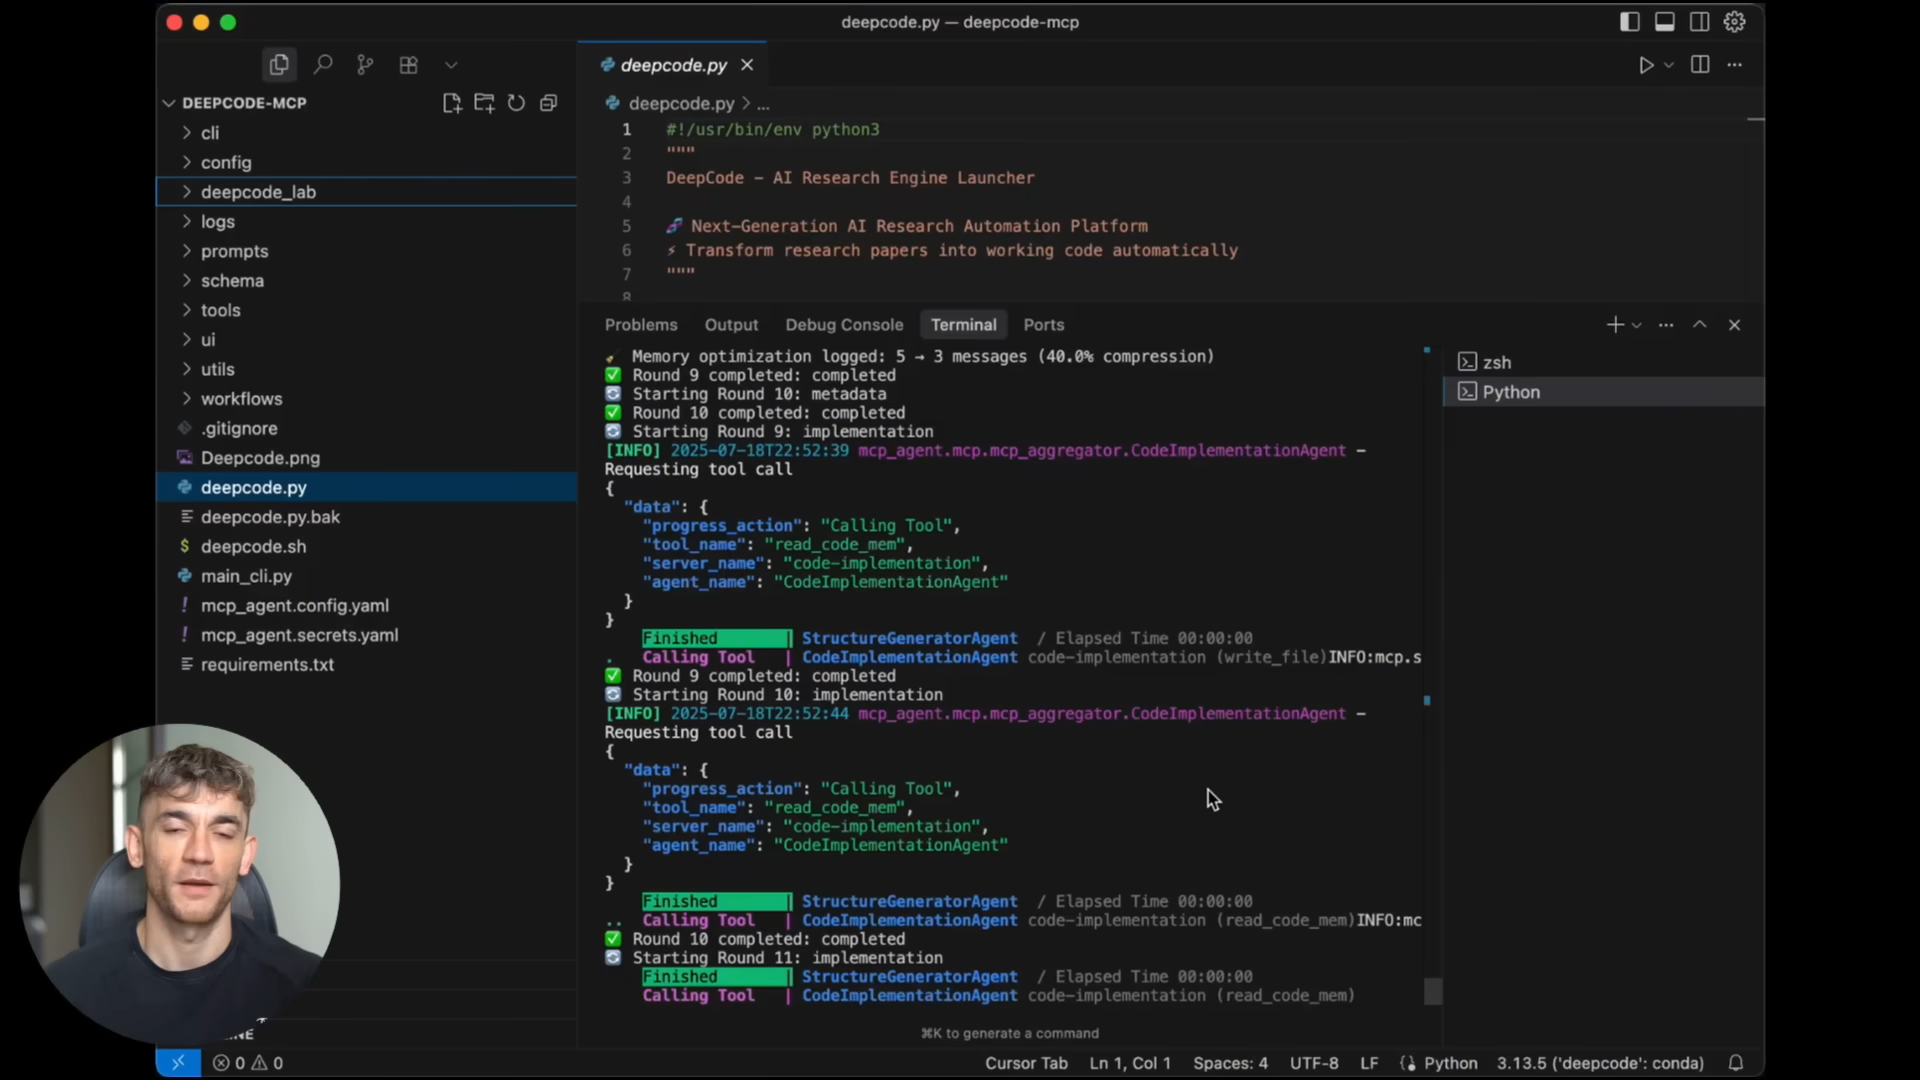 deepcode.py — deepcode-mcp
DEEPCODE-MCP
cli
config
deepcode_lab
logs
prompts
schema
tools
ui
utils
workflows
.gitignore
Deepcode.png
deepcode.py
deepcode.py.bak
deepcode.sh
main_cli.py
mcp_agent.config.yaml
mcp_agent.secrets.yaml
requirements.txt
deepcode.py
deepcode.py > ...
1 #!/usr/bin/env python3
2 """
3 DeepCode - AI Research Engine Launcher
4
5 🧬 Next-Generation AI Research Automation Platform
6 ⚡ Transform research papers into working code automatically
7 """
8
Problems Output Debug Console Terminal Ports
zsh
Python
🧹 Memory optimization logged: 5 → 3 messages (40.0% compression)
✅ Round 9 completed: completed
🔄 Starting Round 10: metadata
✅ Round 10 completed: completed
🔄 Starting Round 9: implementation
[INFO] 2025-07-18T22:52:39 mcp_agent.mcp.mcp_aggregator.CodeImplementationAgent -
Requesting tool call
{
"data": {
"progress_action": "Calling Tool",
"tool_name": "read_code_mem",
"server_name": "code-implementation",
"agent_name": "CodeImplementationAgent"
}
}
Finished | StructureGeneratorAgent / Elapsed Time 00:00:00
. Calling Tool | CodeImplementationAgent code-implementation (write_file)INFO:mcp.s
✅ Round 9 completed: completed
🔄 Starting Round 10: implementation
[INFO] 2025-07-18T22:52:44 mcp_agent.mcp.mcp_aggregator.CodeImplementationAgent -
Requesting tool call
{
"data": {
"progress_action": "Calling Tool",
"tool_name": "read_code_mem",
"server_name": "code-implementation",
"agent_name": "CodeImplementationAgent"
}
}
Finished | StructureGeneratorAgent / Elapsed Time 00:00:00
.. Calling Tool | CodeImplementationAgent code-implementation (read_code_mem)INFO:mc
✅ Round 10 completed: completed
🔄 Starting Round 11: implementation
Finished | StructureGeneratorAgent / Elapsed Time 00:00:00
Calling Tool | CodeImplementationAgent code-implementation (read_code_mem)
⌘K to generate a command
0 0 Cursor Tab Ln 1, Col 1 Spaces: 4 UTF-8 LF Python 3.13.5 ('deepcode': conda)